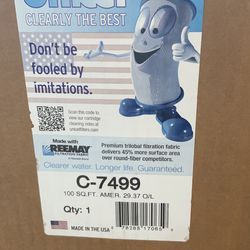 CLEARLY THE BEST
Don't be
fooled by
imitations.
Scan this code to
view our cartridge
cleaning video at
unicelfilters.com
Made with
REEMAY
FILTRATION FABRIC
Premium trilobal filtration fabric
delivers 45% more surface area
over round-fiber competitors.
Clearer water. Longer Life. Guaranteed.
C-7499
100 SQ.FT. AMER. 29.37 O/L
Qty: 1
MADE IN THE USA